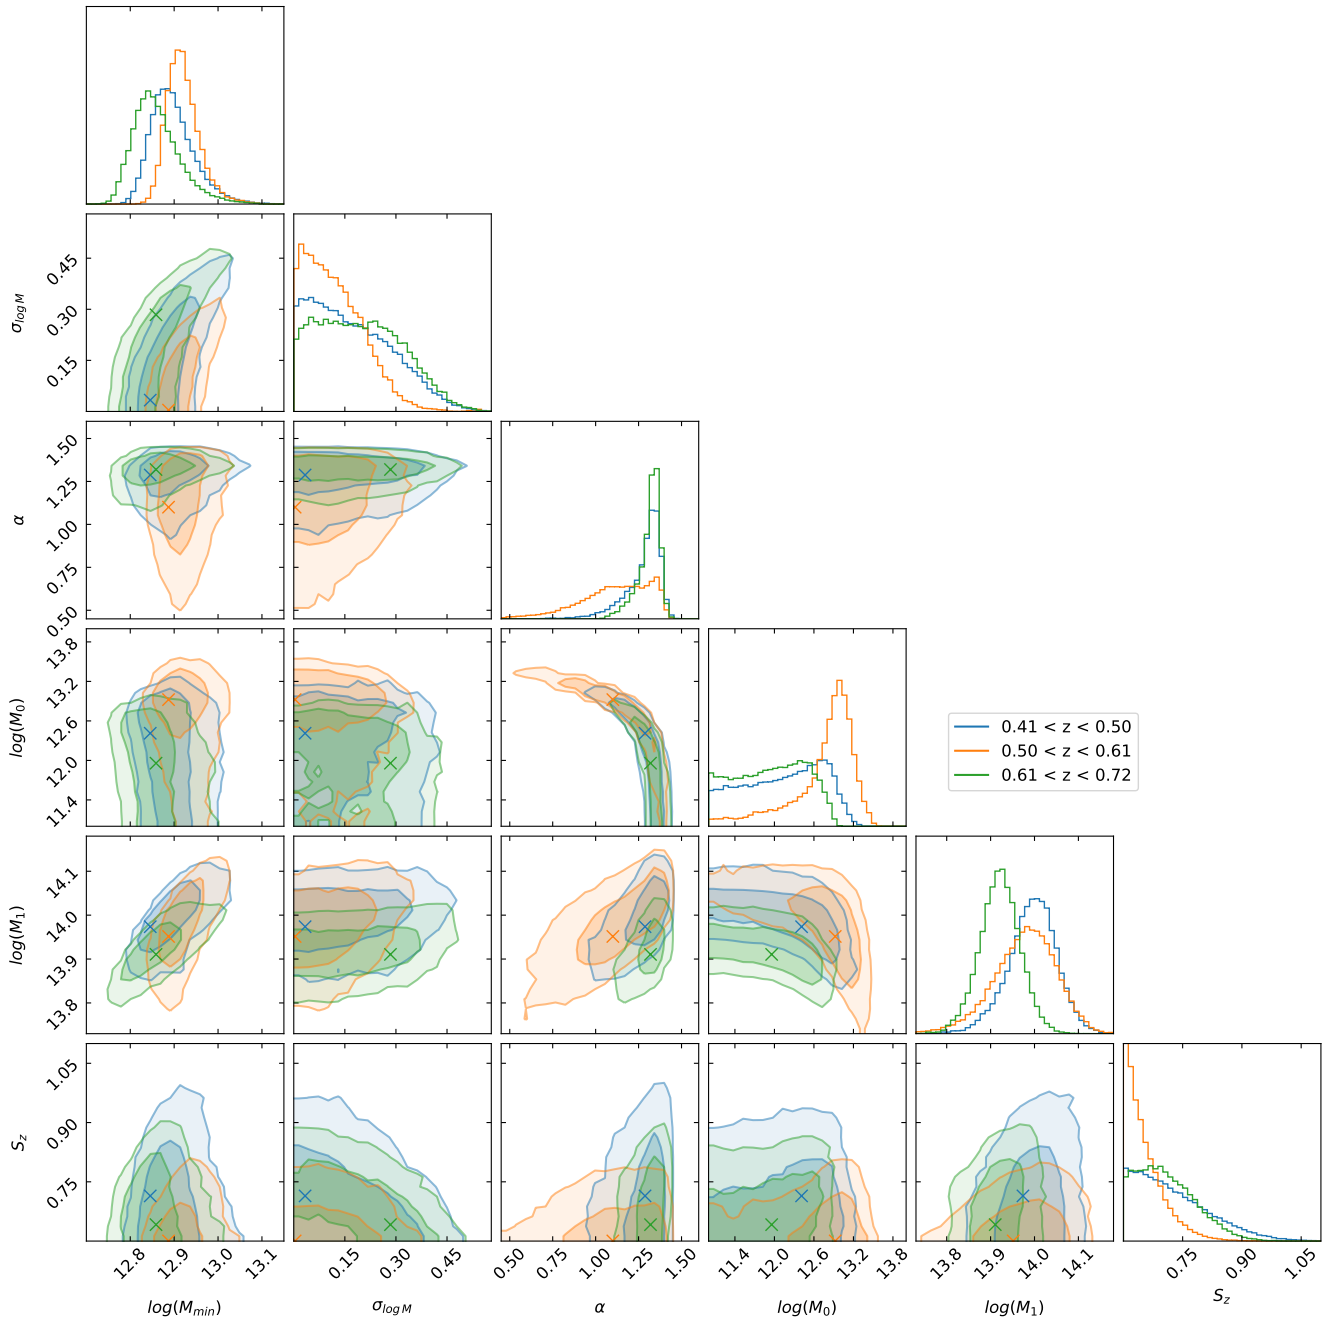 0.45
0.30
0.15
σ_log M
1.50
1.25
1.00
0.75
0.50
α
13.8
13.2
12.6
12.0
11.4
log(M_0)
0.41 < z < 0.50
0.50 < z < 0.61
0.61 < z < 0.72
14.1
14.0
13.9
13.8
log(M_1)
1.05
0.90
0.75
S_z
12.8 12.9 13.0 13.1
0.15 0.30 0.45
0.50 0.75 1.00 1.25 1.50
11.4 12.0 12.6 13.2 13.8
13.8 13.9 14.0 14.1
0.75 0.90 1.05
log(M_min) σ_log M α log(M_0) log(M_1) S_z